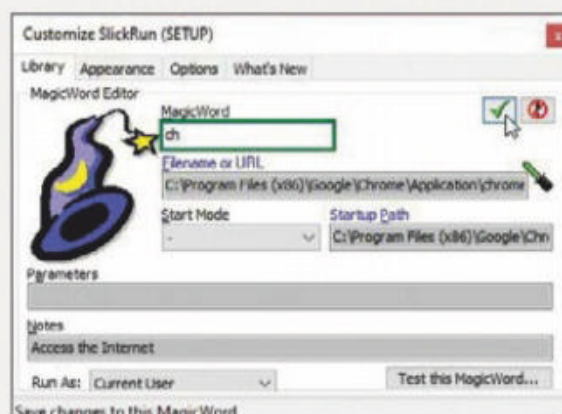 Customize SlickRun (SETUP)
Library Appearance Options What's New
MagicWord Editor
MagicWord
ch
Filename or URL
C:\Program Files (x86)\Google\Chrome\Application\chrome
Start Mode Startup Path
- C:\Program Files (x86)\Google\Chr
Parameters
Notes
Access the Internet
Run As: Current User Test this MagicWord...
Save changes to this MagicWord